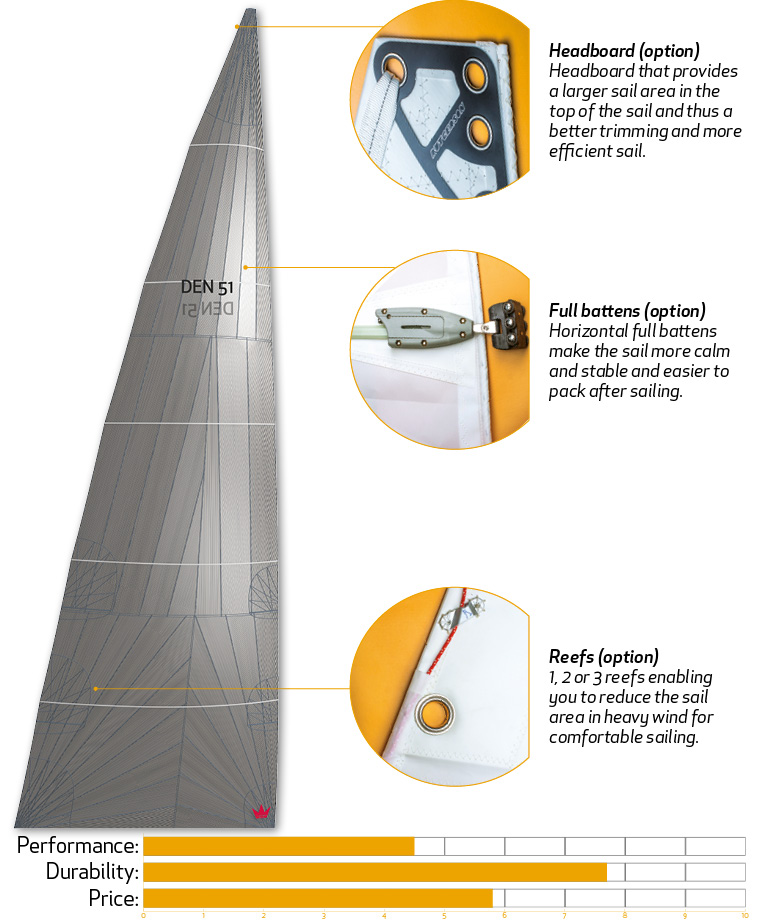 Headboard (option)
Headboard that provides
a larger sail area in the
top of the sail and thus a
better trimming and more
efficient sail.
DEN 51
DEN 51
Full battens (option)
Horizontal full battens
make the sail more calm
and stable and easier to
pack after sailing.
Reefs (option)
1, 2 or 3 reefs enabling
you to reduce the sail
area in heavy wind for
comfortable sailing.
Performance:
Durability:
Price:
0 1 2 3 4 5 6 7 8 9 10